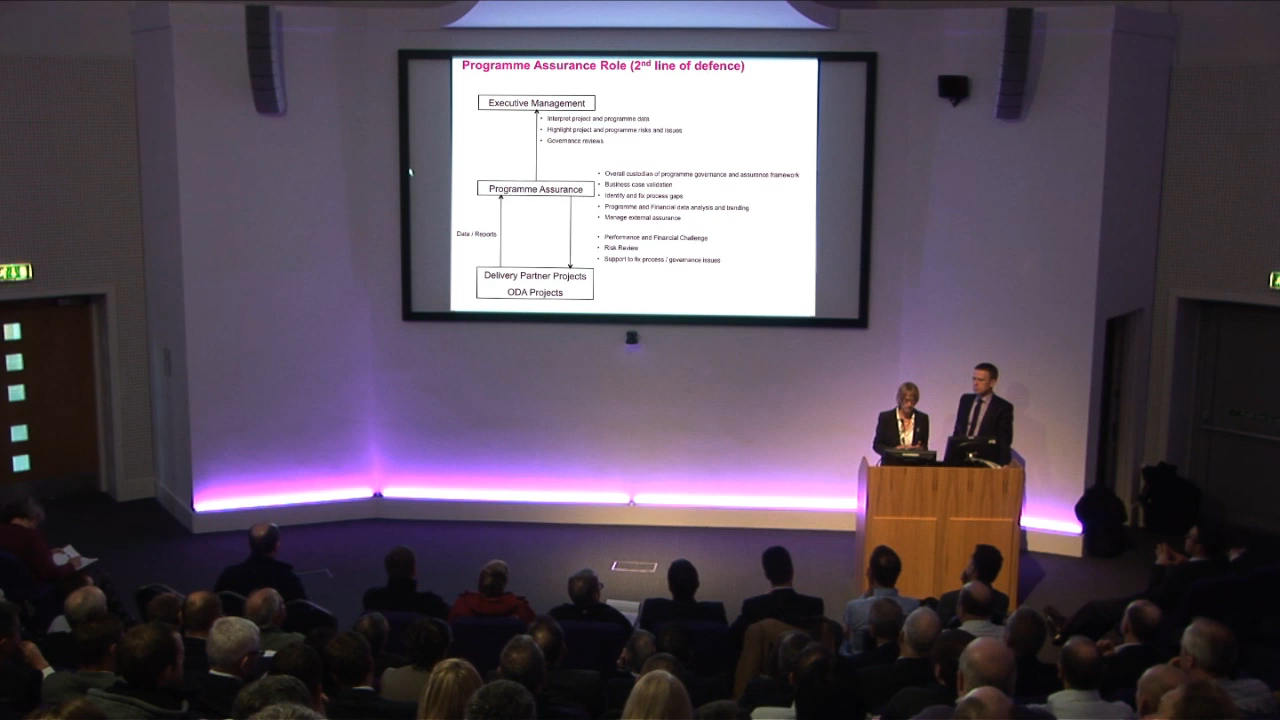 Programme Assurance Role (2nd line of defence)
Executive Management
• Interpret project and programme data
• Highlight project and programme risks and issues
• Governance reviews
• Overall custodian of programme governance and assurance framework
Programme Assurance
• Business case validation
• Identify and fix process gaps
• Programme and Financial data analysis and trending
• Manage external assurance
Data / Reports
• Performance and Financial Challenge
• Risk Review
• Support to fix process / governance issues
Delivery Partner Projects
ODA Projects